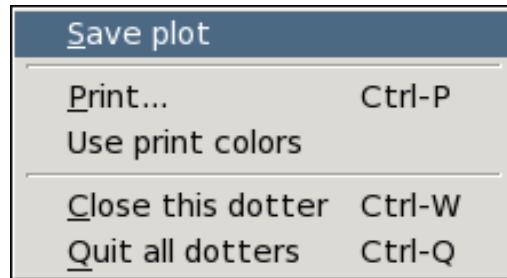 Save plot
Print... Ctrl-P
Use print colors
Close this dotter Ctrl-W
Quit all dotters Ctrl-Q